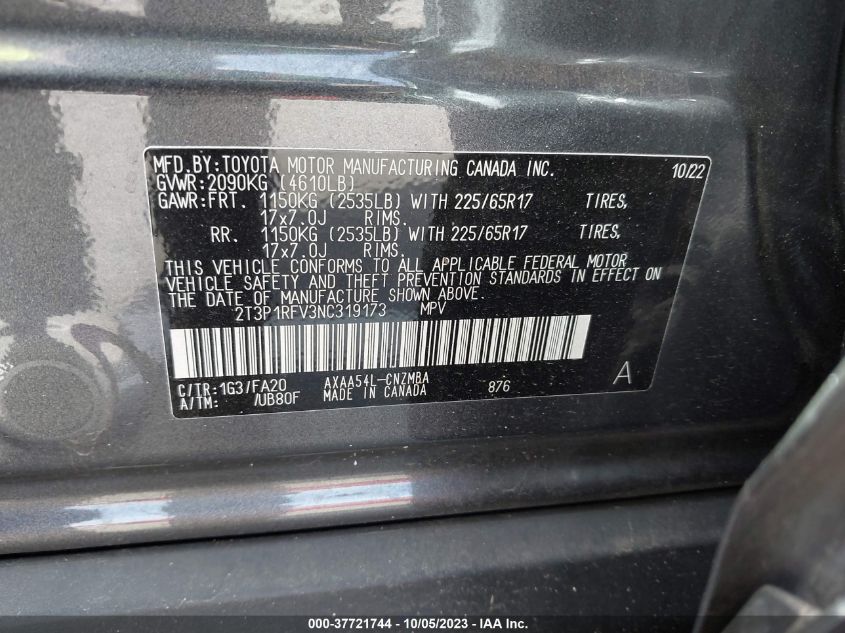 MFD.BY:TOYOTA MOTOR MANUFACTURING CANADA INC. 10/22
GVWR:2090KG (4610LB)
GAWR:FRT. 1150KG (2535LB) WITH 225/65R17 TIRES,
17x7.0J RIMS.
RR. 1150KG (2535LB) WITH 225/65R17 TIRES,
17x7.0J RIMS.
THIS VEHICLE CONFORMS TO ALL APPLICABLE FEDERAL MOTOR
VEHICLE SAFETY AND THEFT PREVENTION STANDARDS IN EFFECT ON
THE DATE OF MANUFACTURE SHOWN ABOVE.
2T3P1RFV3NC319173 MPV
C/TR:1G3/FA20 AXAA54L-CNZMBA 876 A
A/TM: /UB80F MADE IN CANADA
000-37721744 - 10/05/2023 - IAA Inc.